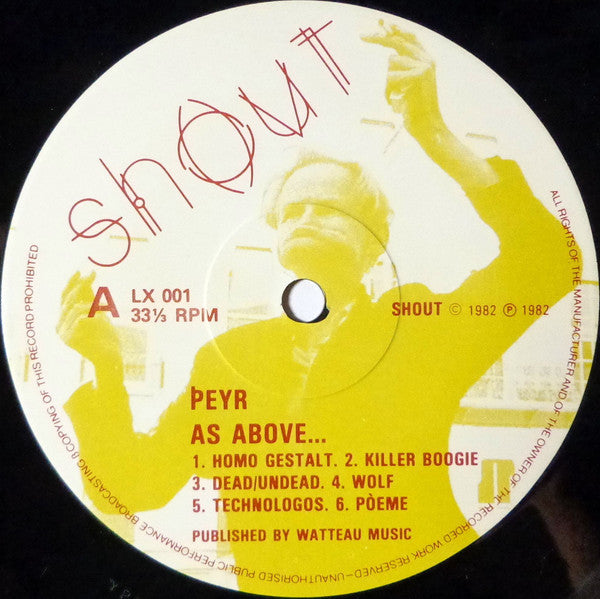 Shout
A
LX 001
33⅓ RPM
SHOUT © 1982 ℗ 1982
ÞEYR
AS ABOVE...
1. HOMO GESTALT. 2. KILLER BOOGIE
3. DEAD/UNDEAD. 4. WOLF
5. TECHNOLOGOS. 6. PÒEME
PUBLISHED BY WATTEAU MUSIC
ALL RIGHTS OF THE MANUFACTURER AND OF THE OWNER OF THE RECORDED WORK RESERVED–UNAUTHORISED PUBLIC PERFORMANCE BROADCASTING & COPYING OF THIS RECORD PROHIBITED